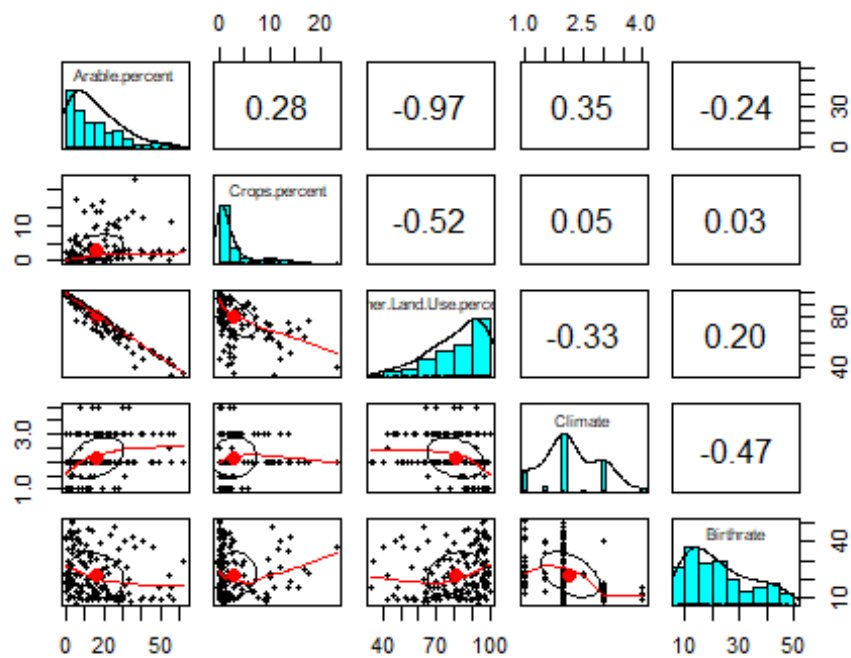 0 10 20 1.0 2.5 4.0
Arable.percent 0.28 -0.97 0.35 -0.24 0 30
0 10 Crops.percent -0.52 0.05 0.03
ner.Land.Use.perce -0.33 0.20 40 80
1.0 3.0 Climate -0.47
Birthrate 10 40
0 20 50 40 70 100 10 30 50